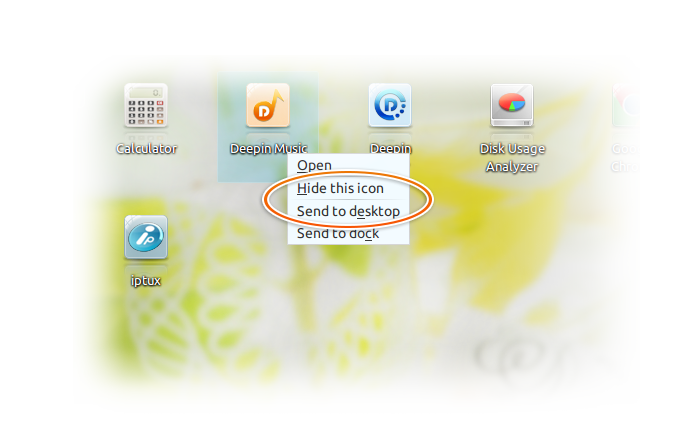 Calculator
Deepin Music
Deepin
Disk Usage
Analyzer
Open
Hide this icon
Send to desktop
Send to dock
iptux